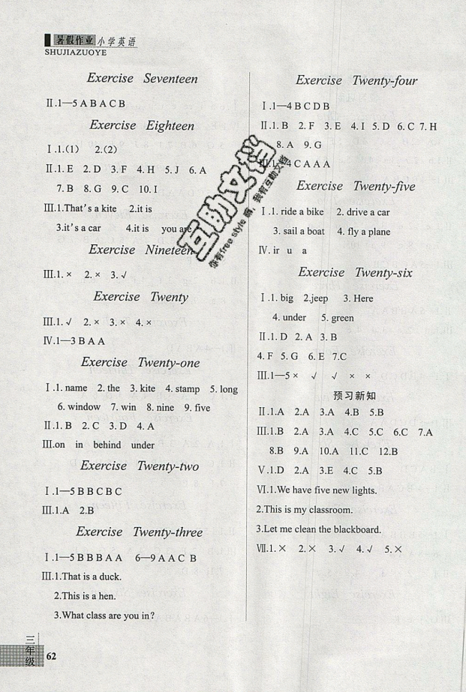 暑假作业 小学英语
SHUJIAZUOYE
Exercise Seventeen
Ⅱ.1—5 A B A C B
Exercise Eighteen
Ⅰ.1.(1) 2.(2)
Ⅱ.1. E 2. D 3. F 4. H 5. J 6. A
7. B 8. G 9. C 10. I
Ⅲ.1.That's a kite 2.it is
3.it's a car 4.it is you are
Exercise Nineteen
Ⅲ.1. × 2. × 3. √
Exercise Twenty
Ⅲ.1. √ 2. × 3. × 4. ×
Ⅳ.1—3 B A A
Exercise Twenty-one
Ⅰ.1. name 2. the 3. kite 4. stamp 5. long
6. window 7. win 8. nine 9. five
Ⅱ.1. B 2. C 3. D 4. A
Ⅲ.on in behind under
Exercise Twenty-two
Ⅰ.1—5 B B C B C
Ⅲ.1.A 2.B
Exercise Twenty-three
Ⅰ.1—5 B B B A A 6—9 A A C B
Ⅲ.1.That is a duck.
2.This is a hen.
3.What class are you in?
Exercise Twenty-four
Ⅰ.1—4 B C D B
Ⅱ.1. B 2. F 3. E 4. I 5. D 6. C 7. H
8. A 9. G
4 C A A A
Exercise Twenty-five
Ⅰ.1. ride a bike 2. drive a car
3. sail a boat 4. fly a plane
Ⅳ. ir u a
Exercise Twenty-six
Ⅰ.1. big 2.jeep 3. Here
4. under 5. green
Ⅱ.1. D 2. A 3. B
4. F 5. G 6. E 7.C
Ⅲ.1—5 × √ √ × ×
预习新知
Ⅱ.1.A 2.A 3.A 4.B 5.B
Ⅲ.1.B 2.A 3.A 4.C 5.C 6.C 7.A
8.B 9.A 10.A 11.C 12.B
Ⅴ.1.D 2.A 3.E 4.C 5.B
Ⅵ.1.We have five new lights.
2.This is my classroom.
3.Let me clean the blackboard.
Ⅶ.1.× 2.× 3.√ 4.√ 5.×
互助文档
三年级
62